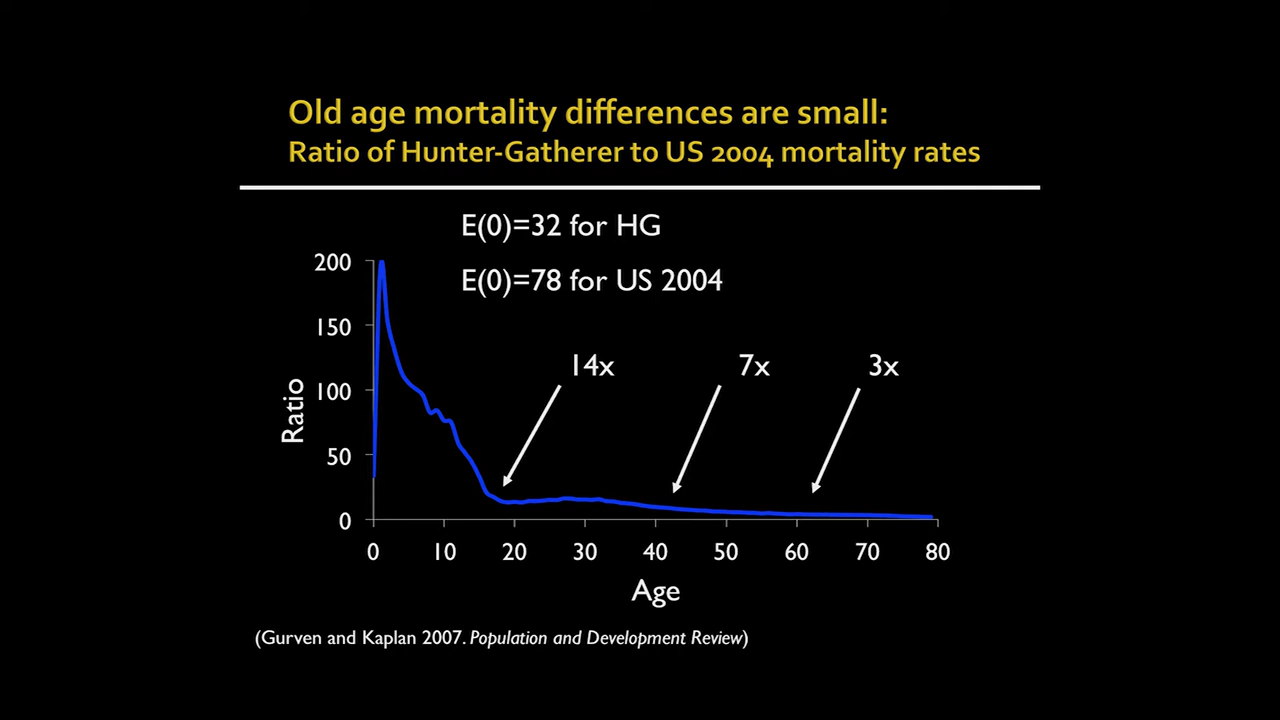 Old age mortality differences are small:
Ratio of Hunter-Gatherer to US 2004 mortality rates
E(0)=32 for HG
E(0)=78 for US 2004
200
150
100
50
0
Ratio
14x
7x
3x
0 10 20 30 40 50 60 70 80
Age
(Gurven and Kaplan 2007. Population and Development Review)